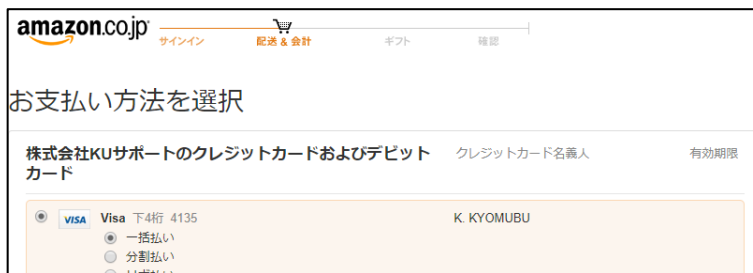 amazon.co.jp
サインイン 配送 & 会計 ギフト 確認
お支払い方法を選択
株式会社KUサポートのクレジットカードおよびデビット クレジットカード名義人 有効期限
カード
VISA Visa 下4桁 4135 K. KYOMUBU
一括払い
分割払い